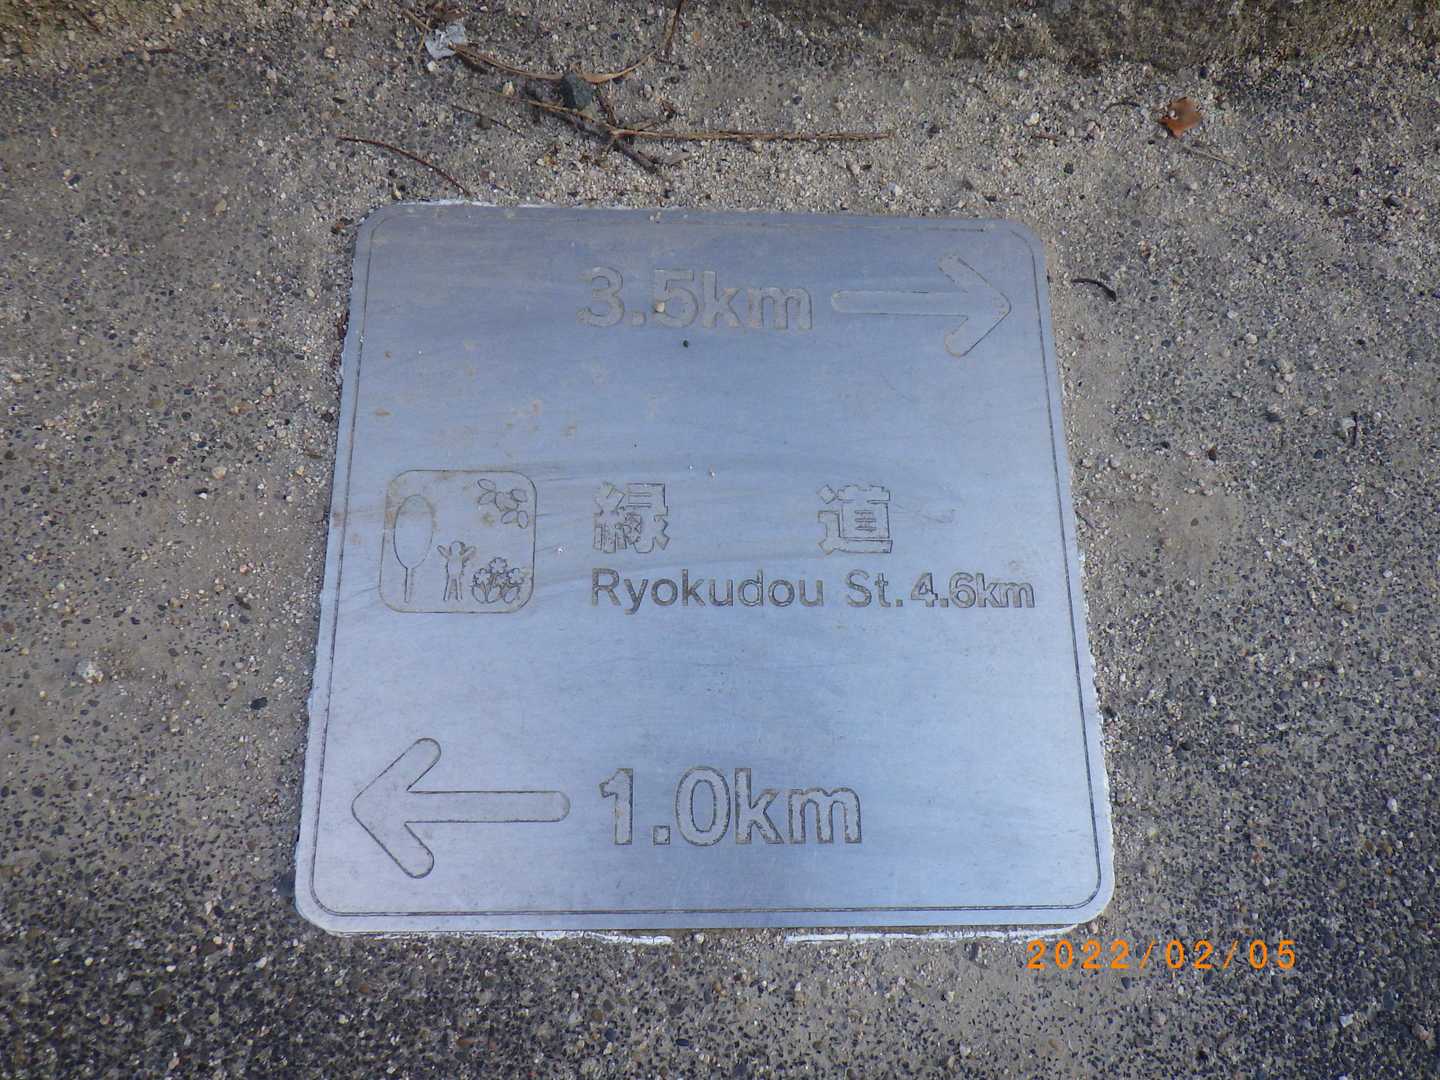 3.5km
緑 道
Ryokudou St. 4.6km
1.0km
2022/02/05